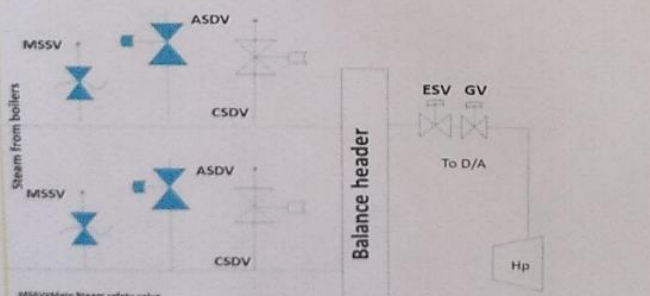 ASDV
MSSV
CSDV
ESV GV
Steam from boilers
Balance header
To D/A
ASDV
MSSV
CSDV
Hp